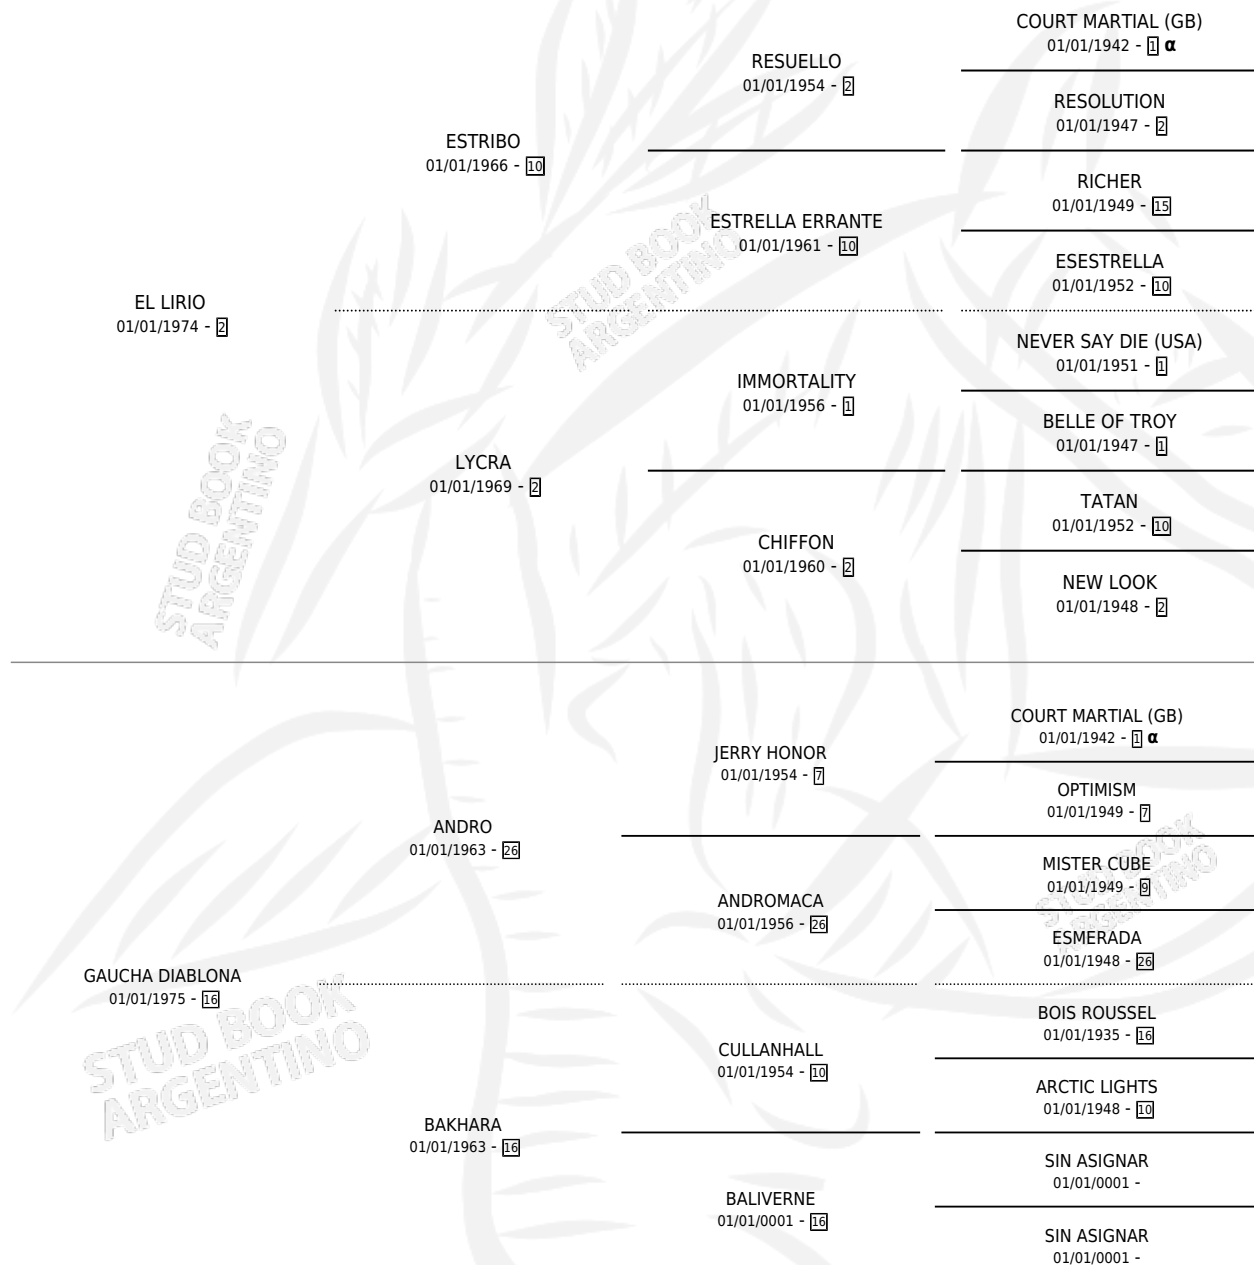 COURT MARTIAL (GB)
01/01/1942 - 1 α
RESUELLO
01/01/1954 - 2
RESOLUTION
01/01/1947 - 2
ESTRIBO
01/01/1966 - 10
RICHER
01/01/1949 - 15
ESTRELLA ERRANTE
01/01/1961 - 10
ESESTRELLA
01/01/1952 - 10
EL LIRIO
01/01/1974 - 2
STUD BOOK
ARGENTINO
NEVER SAY DIE (USA)
01/01/1951 - 1
IMMORTALITY
01/01/1956 - 1
BELLE OF TROY
01/01/1947 - 1
LYCRA
01/01/1969 - 2
TATAN
01/01/1952 - 10
CHIFFON
01/01/1960 - 2
NEW LOOK
01/01/1948 - 2
STUD BOOK
ARGENTINO
COURT MARTIAL (GB)
01/01/1942 - 1 α
JERRY HONOR
01/01/1954 - 7
OPTIMISM
01/01/1949 - 7
ANDRO
01/01/1963 - 26
MISTER CUBE
01/01/1949 - 9
ANDROMACA
01/01/1956 - 26
ESMERADA
01/01/1948 - 26
STUD BOOK
ARGENTINO
GAUCHA DIABLONA
01/01/1975 - 16
STUD BOOK
ARGENTINO
BOIS ROUSSEL
01/01/1935 - 16
CULLANHALL
01/01/1954 - 10
ARCTIC LIGHTS
01/01/1948 - 10
BAKHARA
01/01/1963 - 16
SIN ASIGNAR
01/01/0001 -
BALIVERNE
01/01/0001 - 16
SIN ASIGNAR
01/01/0001 -